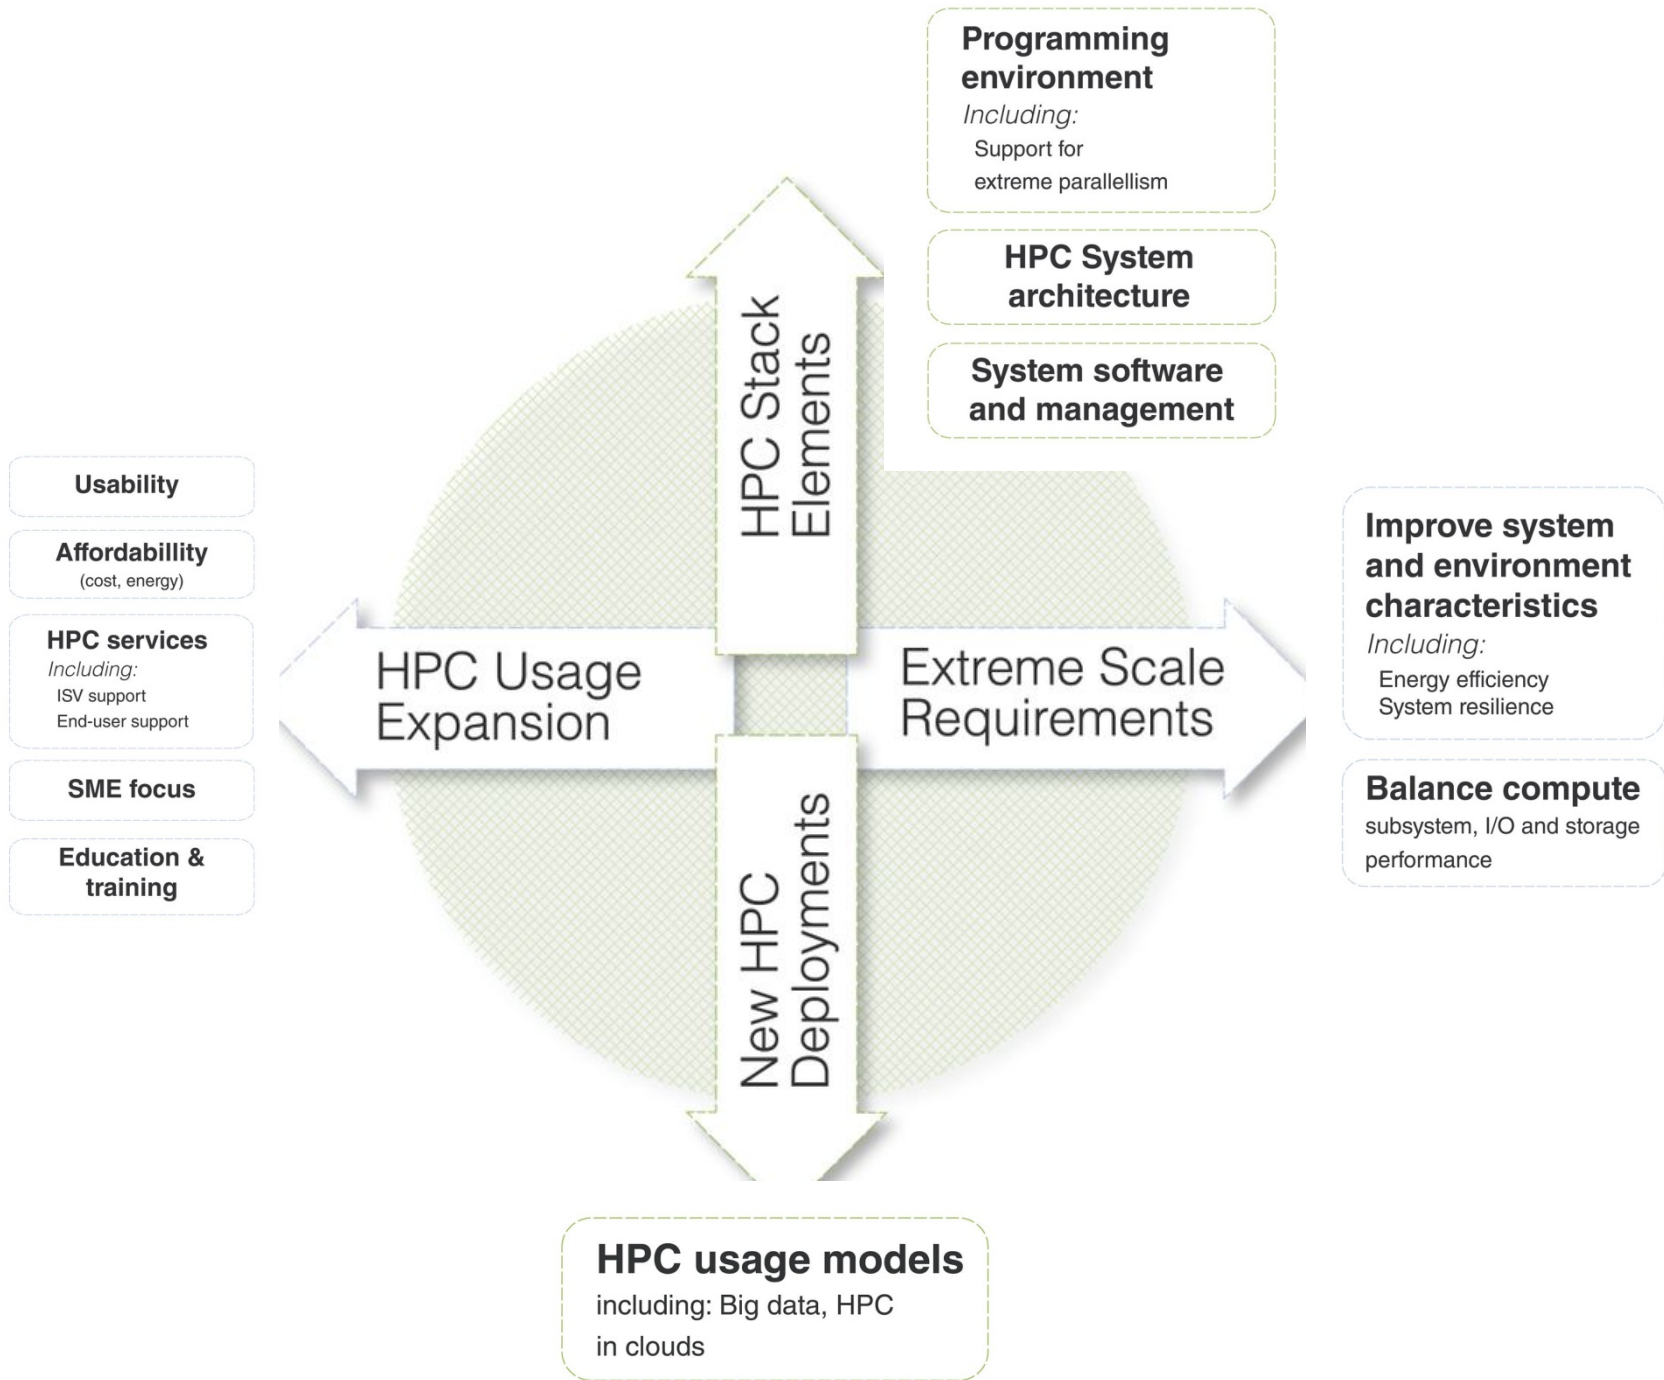 Programming
environment
Including:
Support for
extreme parallellism
HPC System
architecture
System software
and management
HPC Stack
Elements
Usability
Affordabillity
(cost, energy)
HPC services
Including:
ISV support
End-user support
SME focus
Education &
training
HPC Usage
Expansion
Extreme Scale
Requirements
Improve system
and environment
characteristics
Including:
Energy efficiency
System resilience
Balance compute
subsystem, I/O and storage
performance
New HPC
Deployments
HPC usage models
including: Big data, HPC
in clouds